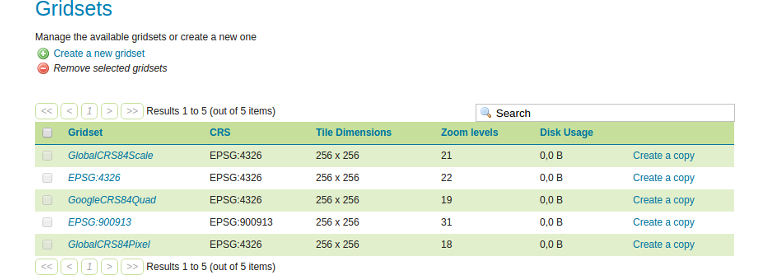 Gridsets
Manage the available gridsets or create a new one
Create a new gridset
Remove selected gridsets
<< < 1 > >> Results 1 to 5 (out of 5 items) Search
Gridset CRS Tile Dimensions Zoom levels Disk Usage
GlobalCRS84Scale EPSG:4326 256 x 256 21 0,0 B Create a copy
EPSG:4326 EPSG:4326 256 x 256 22 0,0 B Create a copy
GoogleCRS84Quad EPSG:4326 256 x 256 19 0,0 B Create a copy
EPSG:900913 EPSG:900913 256 x 256 31 0,0 B Create a copy
GlobalCRS84Pixel EPSG:4326 256 x 256 18 0,0 B Create a copy
<< < 1 > >> Results 1 to 5 (out of 5 items)